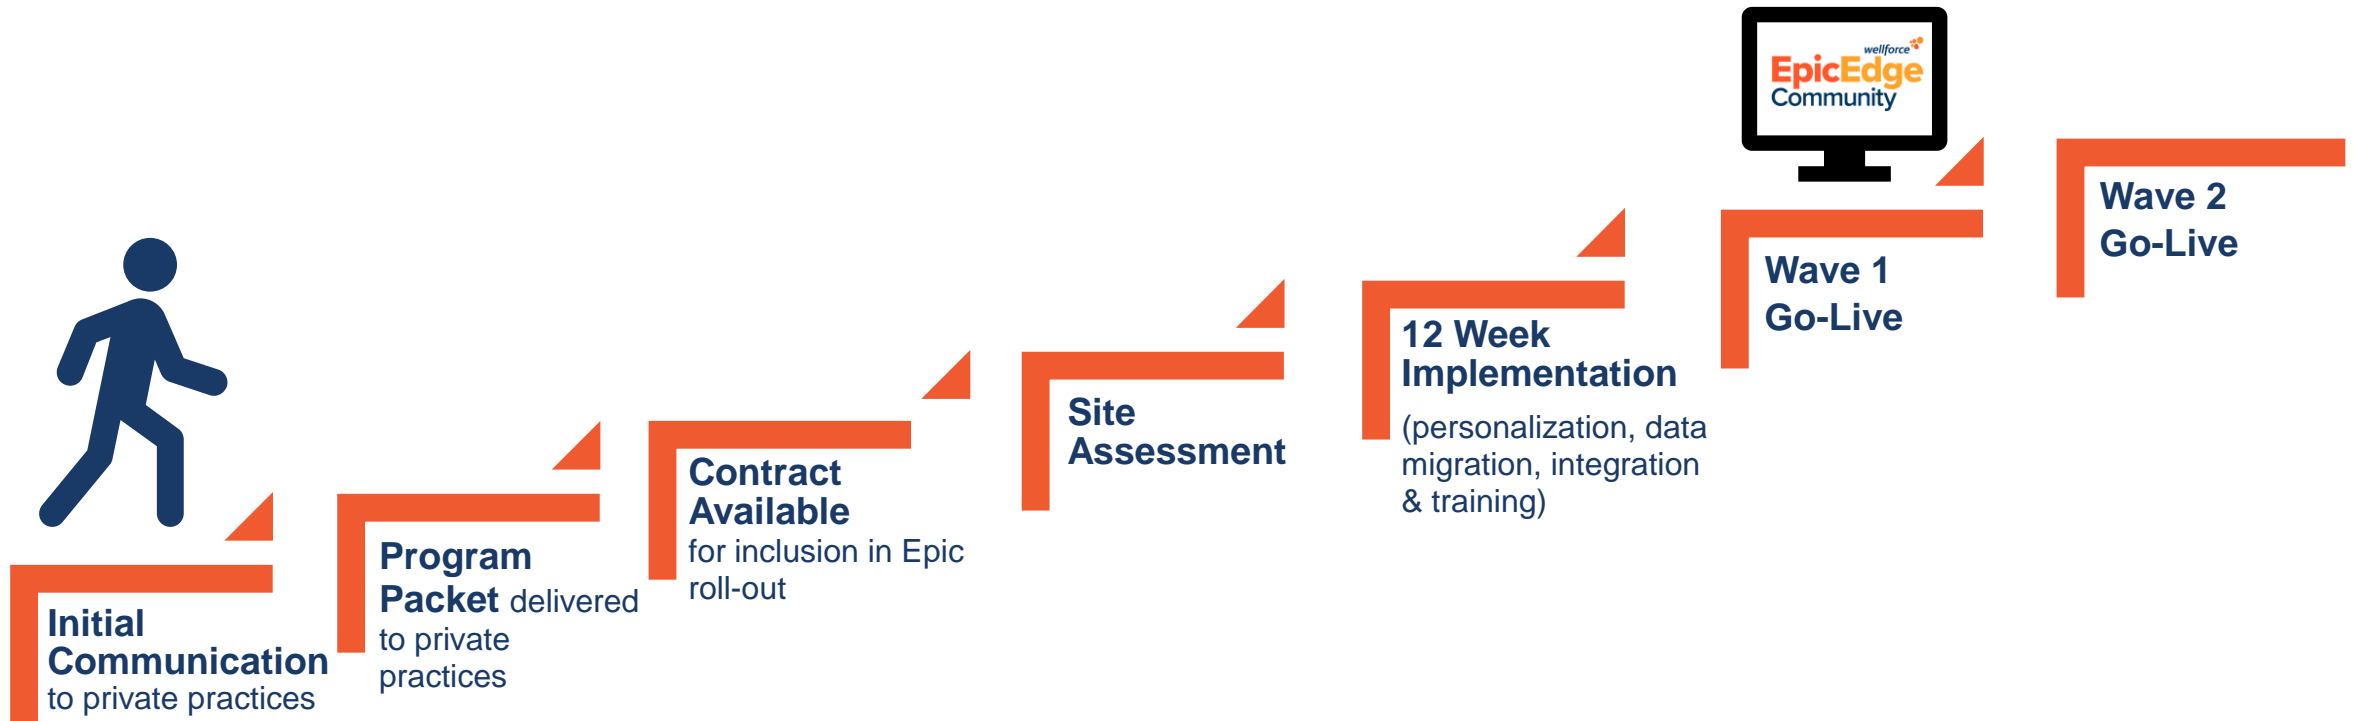 Initial
Communication
to private practices
Program
Packet delivered
to private
practices
Contract
Available
for inclusion in Epic
roll-out
Site
Assessment
12 Week
Implementation
(personalization, data
migration, integration
& training)
wellforce
EpicEdge
Community
Wave 1
Go-Live
Wave 2
Go-Live